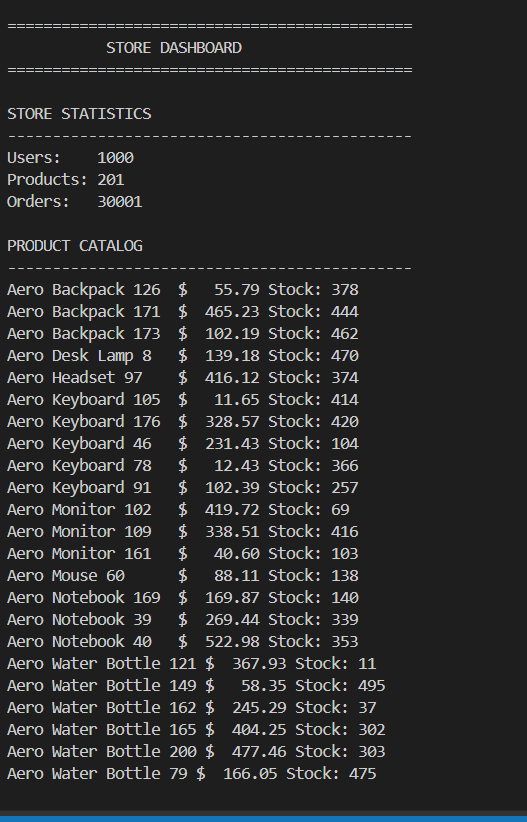 =============================================
           STORE DASHBOARD
=============================================

STORE STATISTICS
---------------------------------------------
Users:    1000
Products: 201
Orders:   30001

PRODUCT CATALOG
---------------------------------------------
Aero Backpack 126  $   55.79 Stock: 378
Aero Backpack 171  $  465.23 Stock: 444
Aero Backpack 173  $  102.19 Stock: 462
Aero Desk Lamp 8   $  139.18 Stock: 470
Aero Headset 97    $  416.12 Stock: 374
Aero Keyboard 105  $   11.65 Stock: 414
Aero Keyboard 176  $  328.57 Stock: 420
Aero Keyboard 46   $  231.43 Stock: 104
Aero Keyboard 78   $   12.43 Stock: 366
Aero Keyboard 91   $  102.39 Stock: 257
Aero Monitor 102   $  419.72 Stock: 69
Aero Monitor 109   $  338.51 Stock: 416
Aero Monitor 161   $   40.60 Stock: 103
Aero Mouse 60      $   88.11 Stock: 138
Aero Notebook 169  $  169.87 Stock: 140
Aero Notebook 39   $  269.44 Stock: 339
Aero Notebook 40   $  522.98 Stock: 353
Aero Water Bottle 121 $  367.93 Stock: 11
Aero Water Bottle 149 $   58.35 Stock: 495
Aero Water Bottle 162 $  245.29 Stock: 37
Aero Water Bottle 165 $  404.25 Stock: 302
Aero Water Bottle 200 $  477.46 Stock: 303
Aero Water Bottle 79 $  166.05 Stock: 475